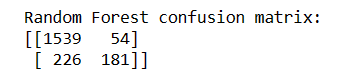 Random Forest confusion matrix:
[[1539   54]
 [ 226  181]]